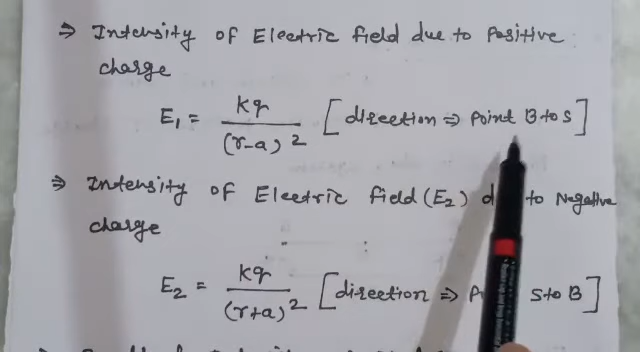 ⇒ Intensity of Electric field due to Positive
charge
E₁ = Kq / (r-a)² [direction ⇒ Point B to S]
⇒ Intensity of Electric field (E₂) to Negative
charge
E₂ = Kq / (r+a)² [direction ⇒ S to B]